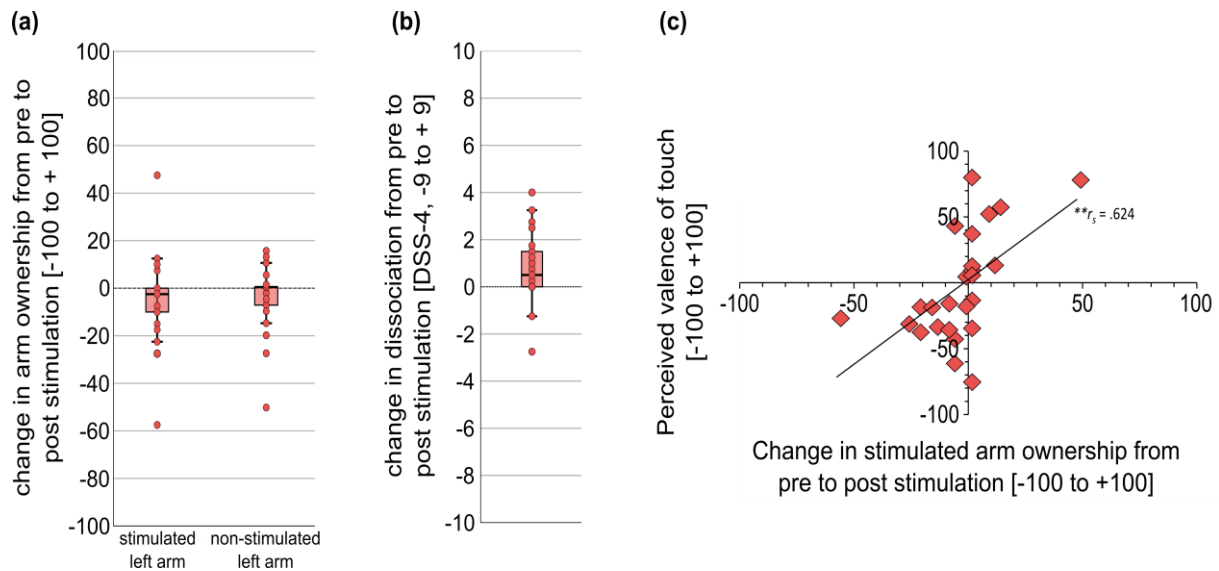 (a)
change in arm ownership from pre to
post stimulation [-100 to + 100]
100
80
60
40
20
0
-20
-40
-60
-80
-100
stimulated
left arm
non-stimulated
left arm
(b)
change in dissociation from pre to
post stimulation [DSS-4, -9 to + 9]
10
8
6
4
2
0
-2
-4
-6
-8
-10
(c)
Perceived valence of touch
[-100 to +100]
100
50
0
-50
-100
-100
-50
0
50
100
**rs = .624
Change in stimulated arm ownership from
pre to post stimulation [-100 to +100]